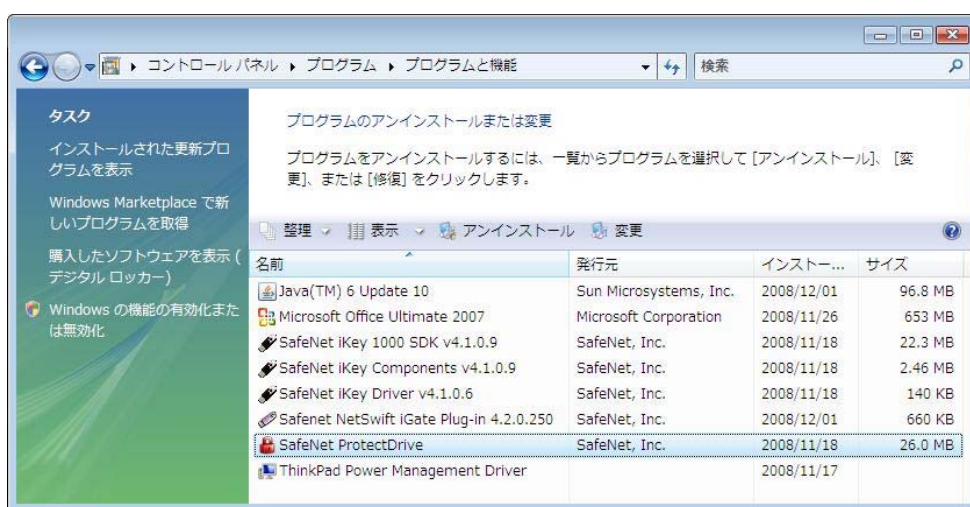 コントロール パネル ▸ プログラム ▸ プログラムと機能
検索
タスク
インストールされた更新プロ
グラムを表示
Windows Marketplace で新
しいプログラムを取得
購入したソフトウェアを表示 (
デジタル ロッカー)
Windows の機能の有効化また
は無効化
プログラムのアンインストールまたは変更
プログラムをアンインストールするには、一覧からプログラムを選択して [アンインストール]、 [変
更]、または [修復] をクリックします。
整理 表示 アンインストール 変更
名前 発行元 インストー... サイズ
Java(TM) 6 Update 10 Sun Microsystems, Inc. 2008/12/01 96.8 MB
Microsoft Office Ultimate 2007 Microsoft Corporation 2008/11/26 653 MB
SafeNet iKey 1000 SDK v4.1.0.9 SafeNet, Inc. 2008/11/18 22.3 MB
SafeNet iKey Components v4.1.0.9 SafeNet, Inc. 2008/11/18 2.46 MB
SafeNet iKey Driver v4.1.0.6 SafeNet, Inc. 2008/11/18 140 KB
Safenet NetSwift iGate Plug-in 4.2.0.250 SafeNet, Inc. 2008/12/01 660 KB
SafeNet ProtectDrive SafeNet, Inc. 2008/11/18 26.0 MB
ThinkPad Power Management Driver 2008/11/17